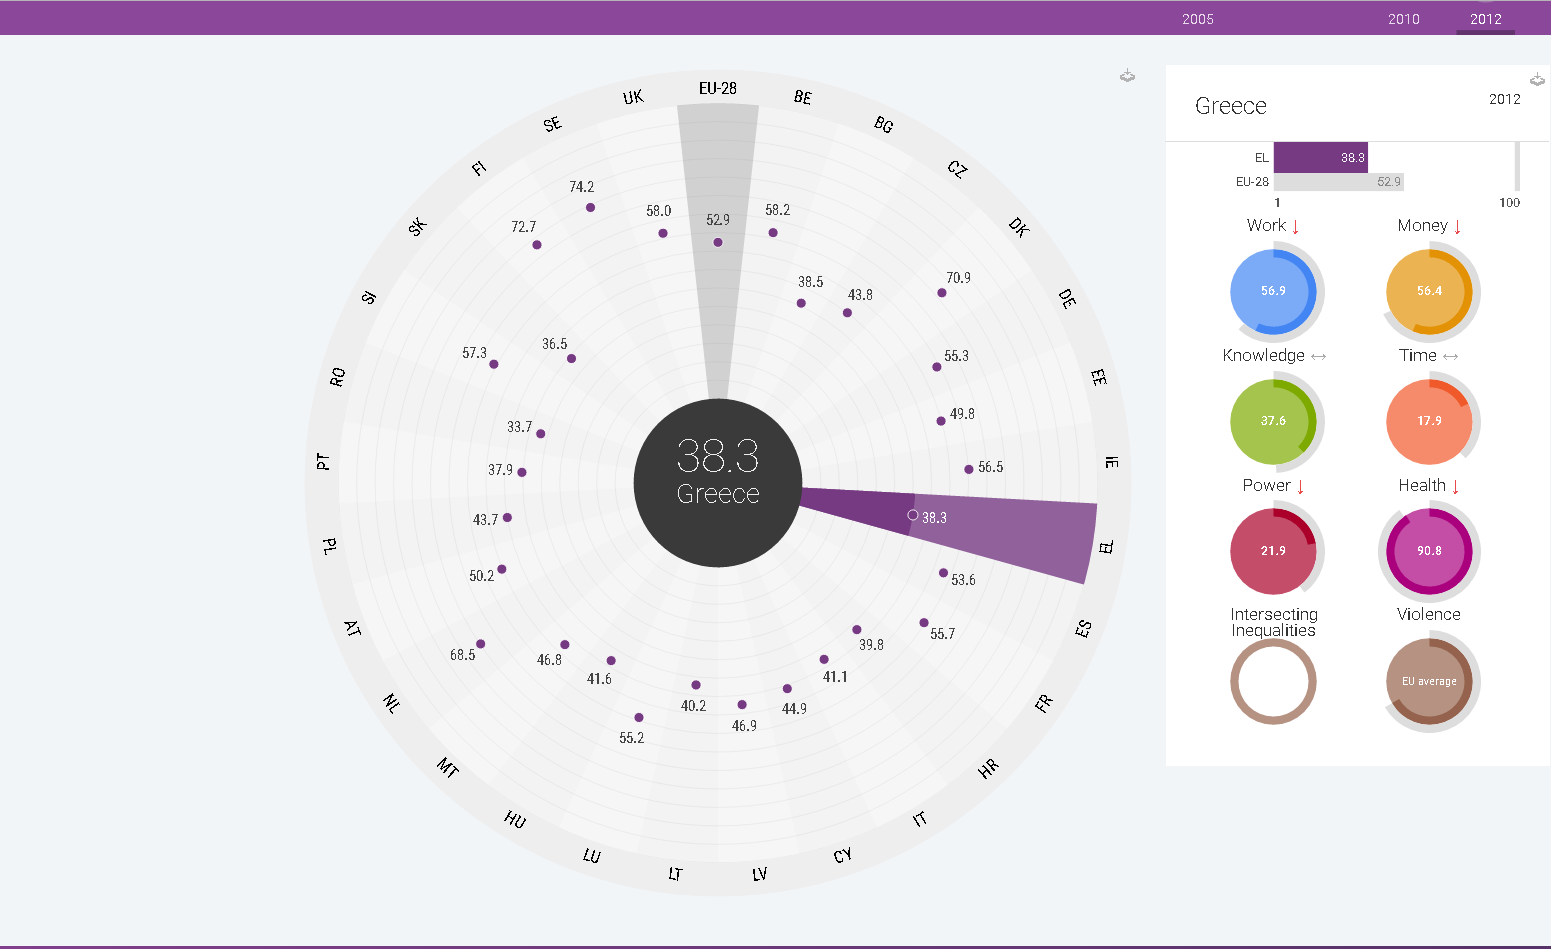 2005
2010
2012
EU-28
BE
BG
CZ
DK
DE
EE
IE
EL
ES
FR
HR
IT
CY
LV
LT
LU
HU
MT
NL
AT
PL
PT
RO
SI
SK
FI
SE
UK
52.9
58.2
38.5
43.8
70.9
55.3
49.8
56.5
38.3
53.6
55.7
39.8
41.1
44.9
46.9
40.2
55.2
41.6
46.8
68.5
50.2
43.7
37.9
33.7
57.3
36.5
72.7
74.2
58.0
38.3
Greece
Greece
2012
EL 38.3
EU-28 52.9
1 100
Work ↓ Money ↓
56.9 56.4
Knowledge ↔ Time ↔
37.6 17.9
Power ↓ Health ↓
21.9 90.8
Intersecting Violence
Inequalities
EU average